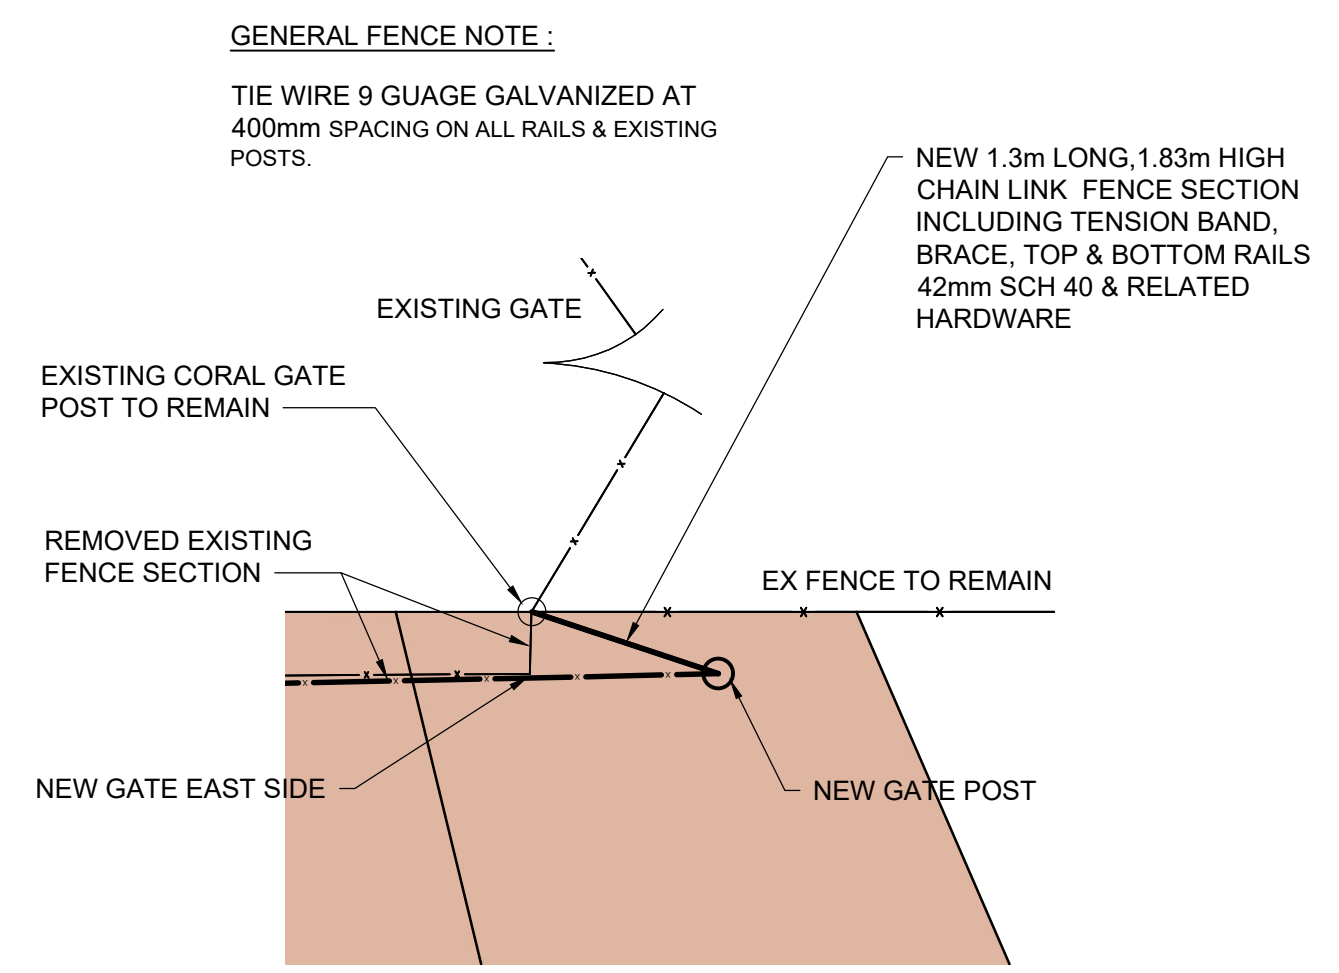 GENERAL FENCE NOTE :
TIE WIRE 9 GUAGE GALVANIZED AT
400mm SPACING ON ALL RAILS & EXISTING
POSTS.
NEW 1.3m LONG,1.83m HIGH
CHAIN LINK FENCE SECTION
INCLUDING TENSION BAND,
BRACE, TOP & BOTTOM RAILS
42mm SCH 40 & RELATED
HARDWARE
EXISTING GATE
EXISTING CORAL GATE
POST TO REMAIN
REMOVED EXISTING
FENCE SECTION
EX FENCE TO REMAIN
NEW GATE EAST SIDE
NEW GATE POST